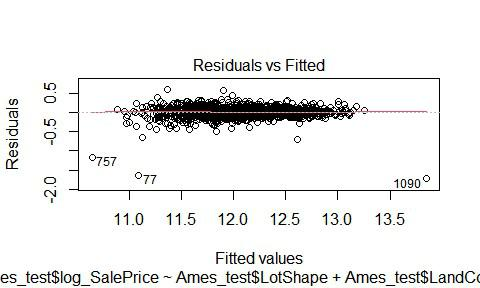 Residuals vs Fitted
Residuals
0.5
-0.5
-2.0
757
77
1090
11.0 11.5 12.0 12.5 13.0 13.5
Fitted values
es_test$log_SalePrice ~ Ames_test$LotShape + Ames_test$LandCo